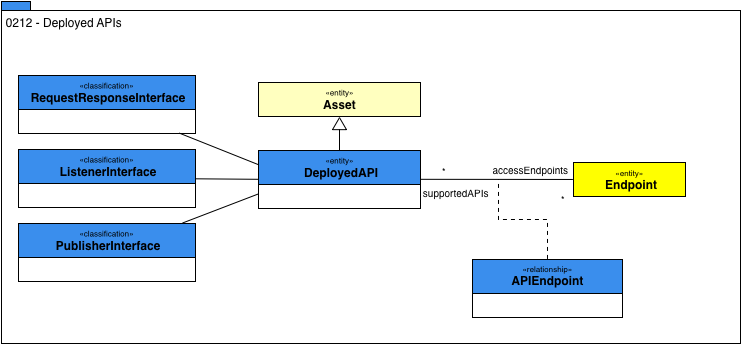 0212 - Deployed APIs
«classification»
RequestResponseInterface
«entity»
Asset
«classification»
ListenerInterface
«entity»
DeployedAPI
*
accessEndpoints
«entity»
Endpoint
supportedAPIs
*
«classification»
PublisherInterface
«relationship»
APIEndpoint